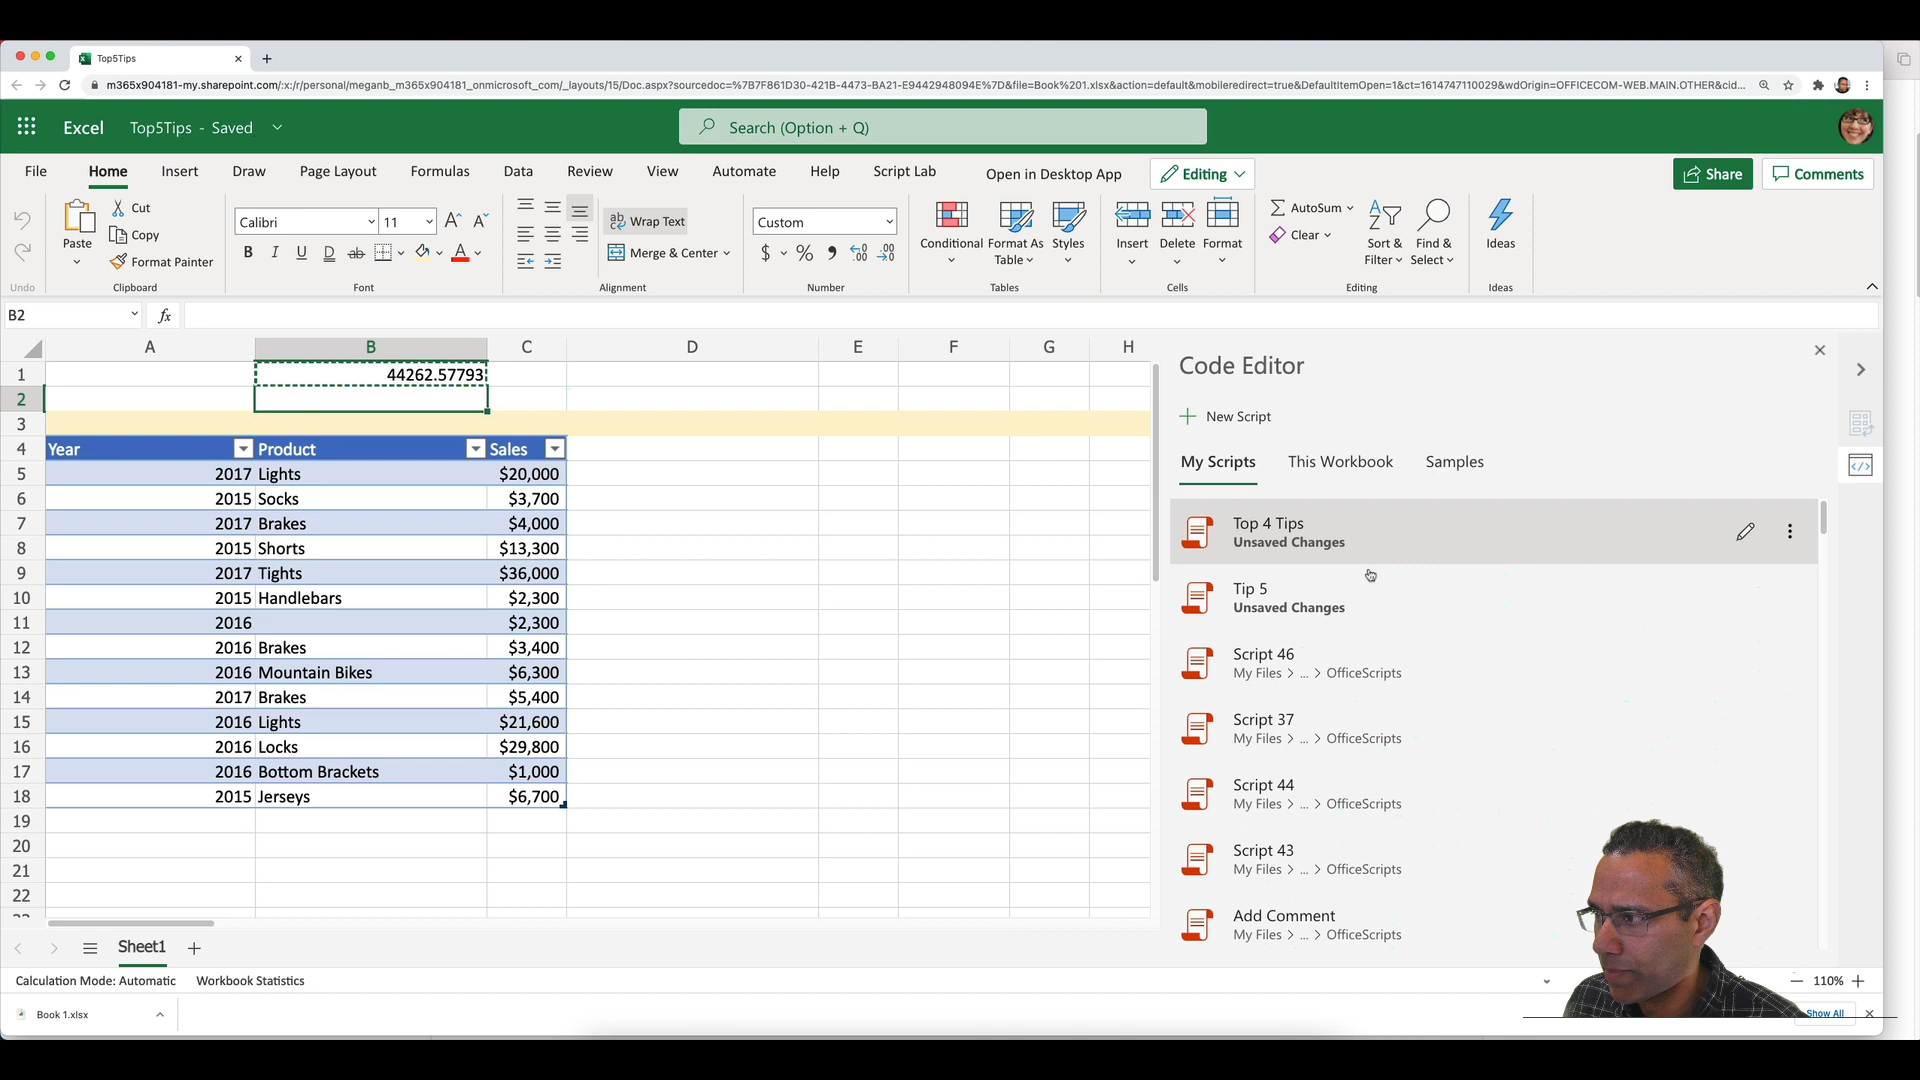 Top5Tips
m365x904181-my.sharepoint.com/:x:/r/personal/meganb_m365x904181_onmicrosoft_com/_layouts/15/Doc.aspx?sourcedoc=%7B7F861D30-421B-4473-BA21-E9442948094E%7D&file=Book%201.xlsx&action=default&mobileredirect=true&DefaultItemOpen=1&ct=1614747110029&wdOrigin=OFFICECOM-WEB.MAIN.OTHER&cid...
Excel Top5Tips - Saved Search (Option + Q)
File Home Insert Draw Page Layout Formulas Data Review View Automate Help Script Lab Open in Desktop App Editing Share Comments
Paste Cut Calibri 11 Wrap Text Custom AutoSum
Copy
Format Painter
B I U D ab A Merge & Center $ % Clear
Conditional Format As Table Styles Insert Delete Format Sort & Filter Find & Select Ideas
Undo Clipboard Font Alignment Number Tables Cells Editing Ideas
B2 fx
A B C D E F G H
1 44262.57793
2
3
4 Year Product Sales
5 2017 Lights $20,000
6 2015 Socks $3,700
7 2017 Brakes $4,000
8 2015 Shorts $13,300
9 2017 Tights $36,000
10 2015 Handlebars $2,300
11 2016 $2,300
12 2016 Brakes $3,400
13 2016 Mountain Bikes $6,300
14 2017 Brakes $5,400
15 2016 Lights $21,600
16 2016 Locks $29,800
17 2016 Bottom Brackets $1,000
18 2015 Jerseys $6,700
19
20
21
22
Code Editor
New Script
My Scripts This Workbook Samples
Top 4 Tips
Unsaved Changes
Tip 5
Unsaved Changes
Script 46
My Files > ... > OfficeScripts
Script 37
My Files > ... > OfficeScripts
Script 44
My Files > ... > OfficeScripts
Script 43
My Files > ... > OfficeScripts
Add Comment
My Files > ... > OfficeScripts
Sheet1
Calculation Mode: Automatic Workbook Statistics 110%
Book 1.xlsx Show All